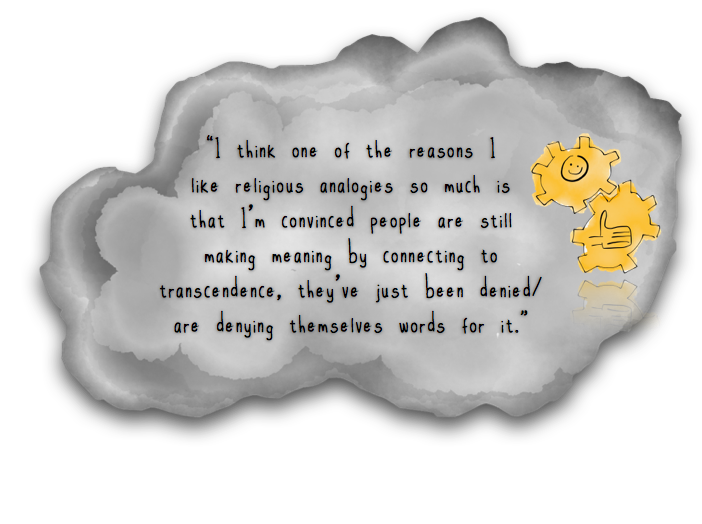 “I think one of the reasons I
like religious analogies so much is
that I’m convinced people are still
making meaning by connecting to
transcendence, they’ve just been denied/
are denying themselves words for it.”